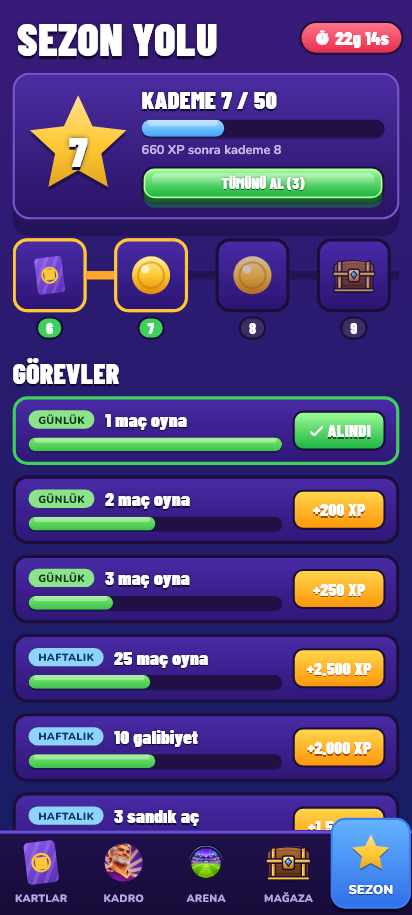 SEZON YOLU
22g 14s
KADEME 7 / 50
7
660 XP sonra kademe 8
TÜMÜNÜ AL (3)
6
7
8
9
GÖREVLER
GÜNLÜK 1 maç oyna
ALINDI
GÜNLÜK 2 maç oyna
+200 XP
GÜNLÜK 3 maç oyna
+250 XP
HAFTALIK 25 maç oyna
+2,500 XP
HAFTALIK 10 galibiyet
+2,000 XP
HAFTALIK 3 sandık aç
KARTLAR
KADRO
ARENA
MAĞAZA
SEZON